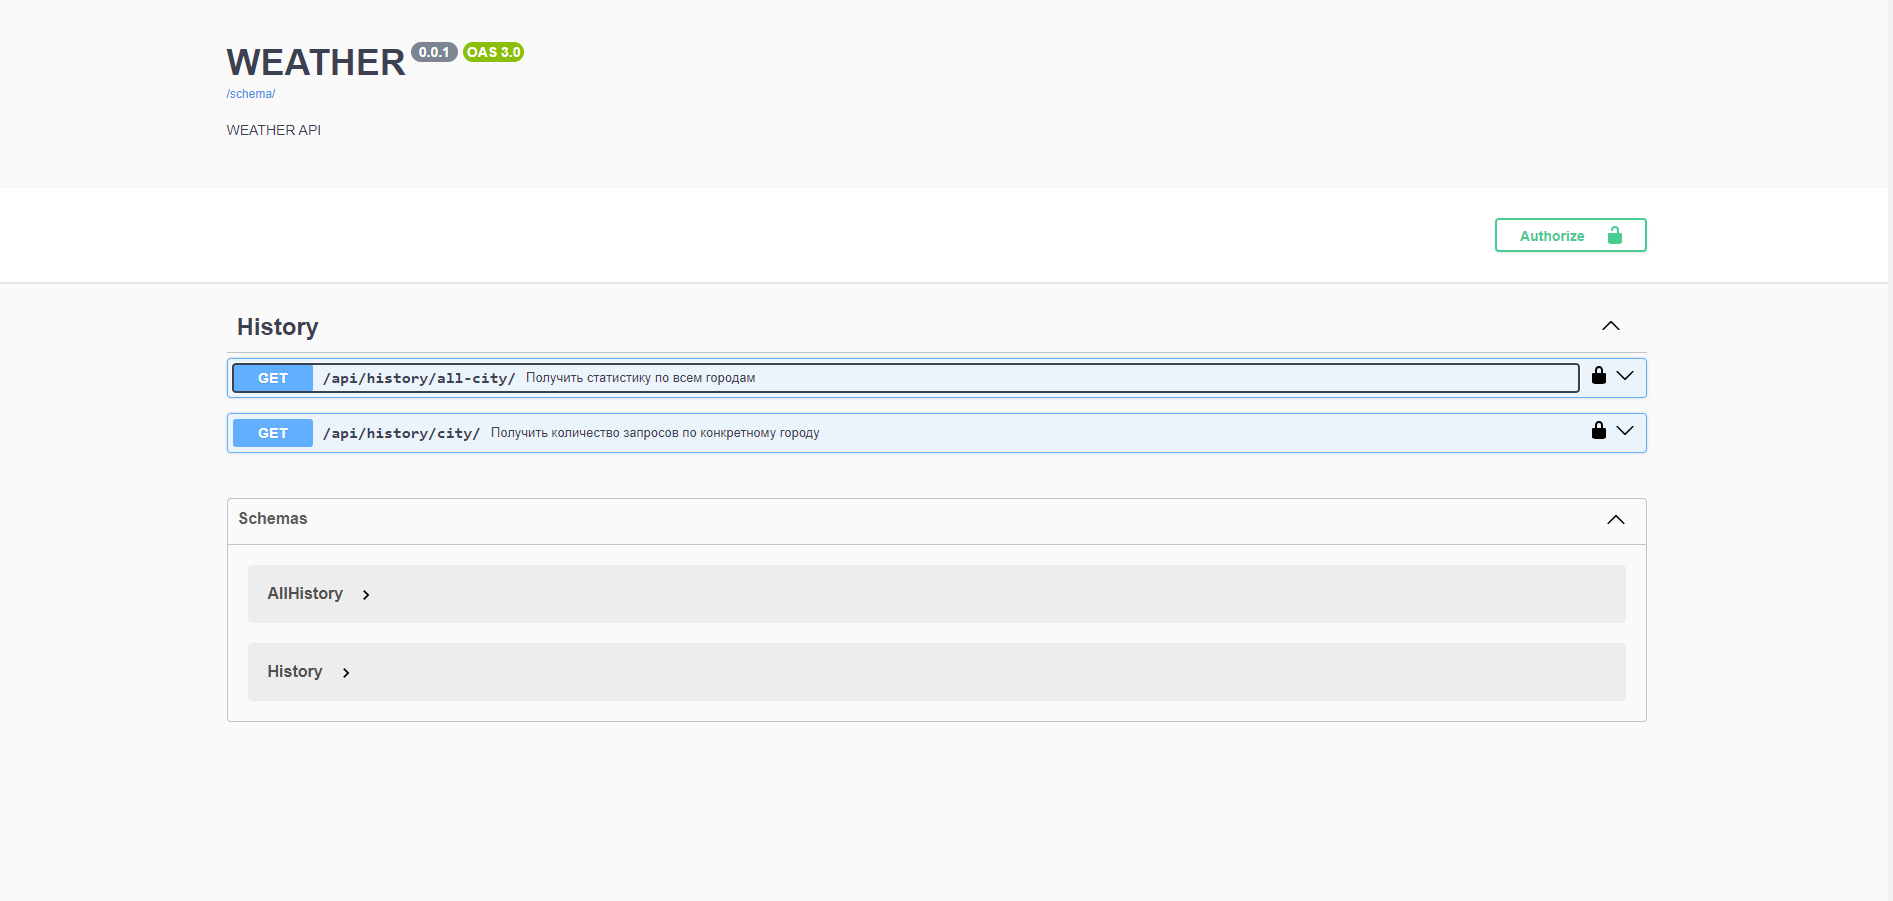 WEATHER 0.0.1 OAS 3.0
/schema/
WEATHER API
Authorize
History
GET /api/history/all-city/ Получить статистику по всем городам
GET /api/history/city/ Получить количество запросов по конкретному городу
Schemas
AllHistory
History